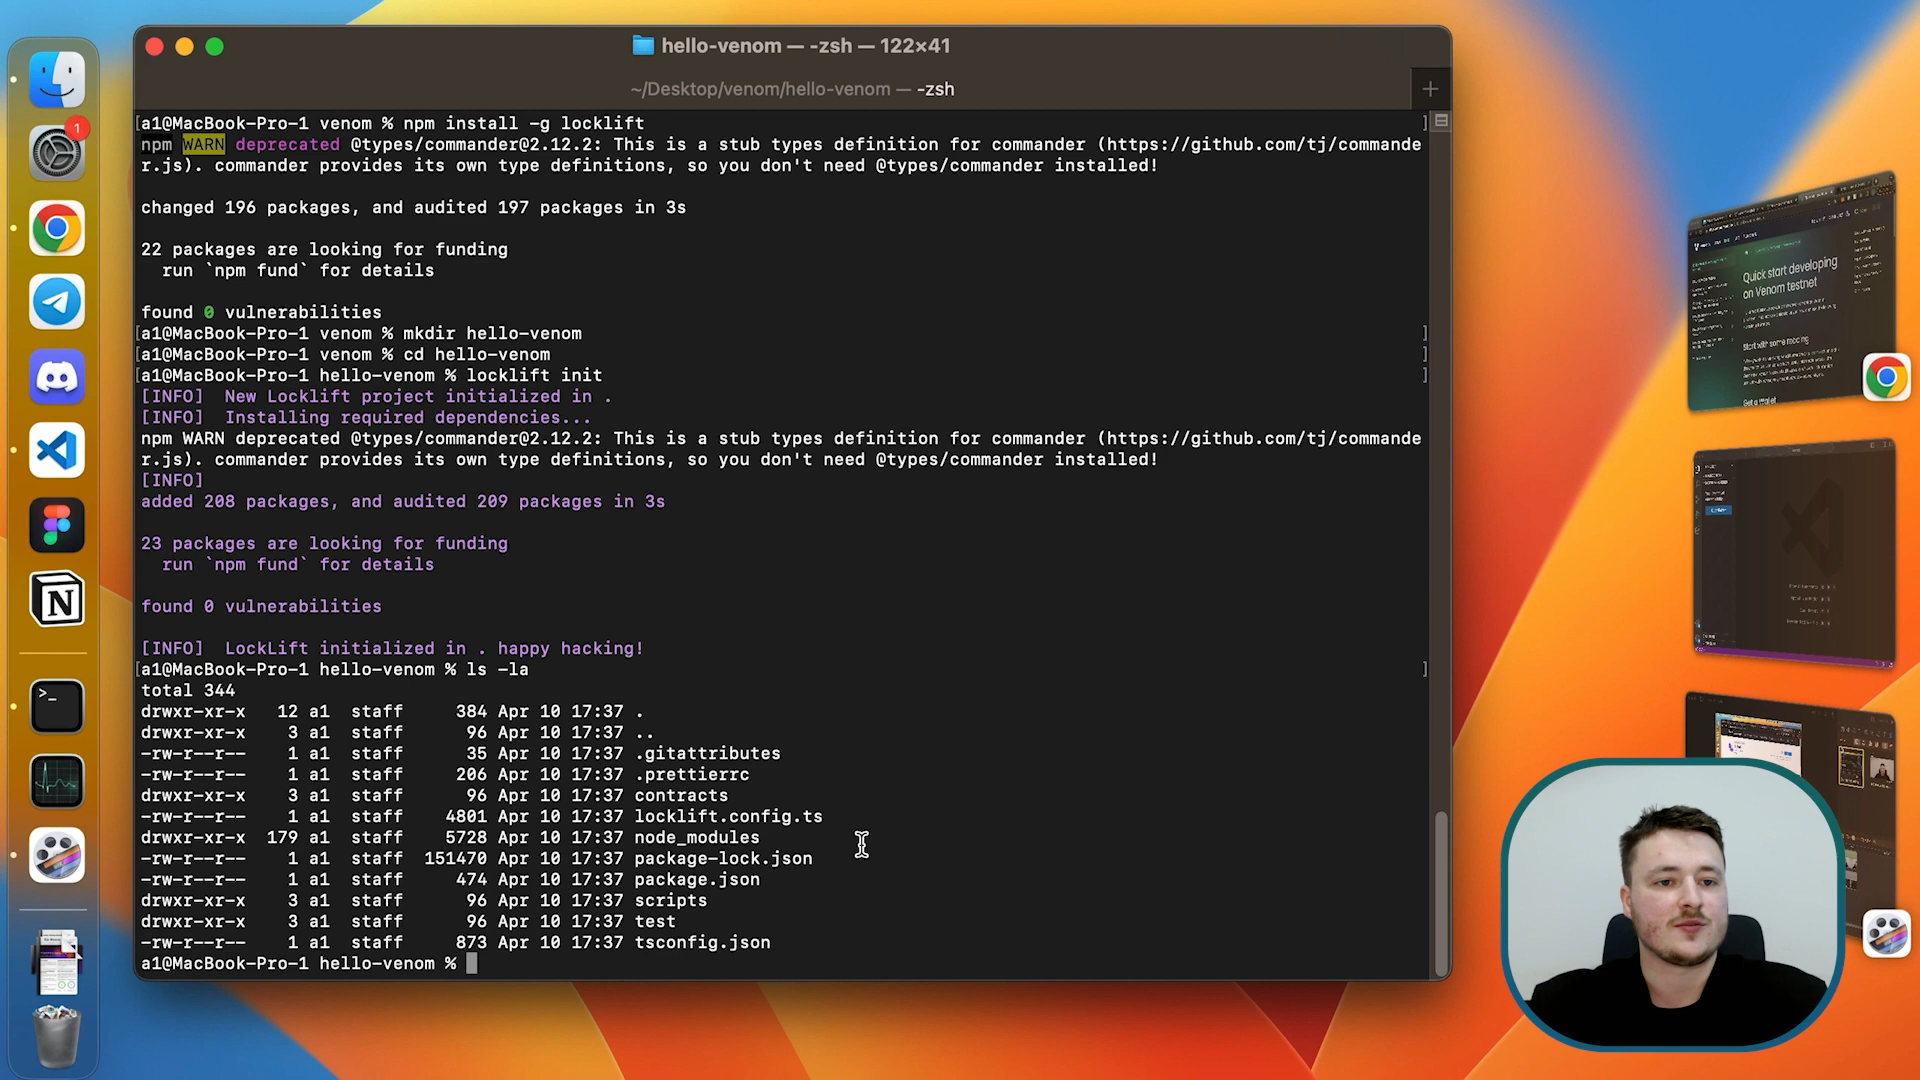 hello-venom — -zsh — 122×41
~/Desktop/venom/hello-venom — -zsh
[a1@MacBook-Pro-1 venom % npm install -g locklift ]
npm WARN deprecated @types/commander@2.12.2: This is a stub types definition for commander (https://github.com/tj/commande
r.js). commander provides its own type definitions, so you don't need @types/commander installed!
changed 196 packages, and audited 197 packages in 3s
22 packages are looking for funding
run `npm fund` for details
found 0 vulnerabilities
[a1@MacBook-Pro-1 venom % mkdir hello-venom ]
[a1@MacBook-Pro-1 venom % cd hello-venom ]
[a1@MacBook-Pro-1 hello-venom % locklift init ]
[INFO] New Locklift project initialized in .
[INFO] Installing required dependencies...
npm WARN deprecated @types/commander@2.12.2: This is a stub types definition for commander (https://github.com/tj/commande
r.js). commander provides its own type definitions, so you don't need @types/commander installed!
[INFO]
added 208 packages, and audited 209 packages in 3s
23 packages are looking for funding
run `npm fund` for details
found 0 vulnerabilities
[INFO] LockLift initialized in . happy hacking!
[a1@MacBook-Pro-1 hello-venom % ls -la ]
total 344
drwxr-xr-x 12 a1 staff 384 Apr 10 17:37 .
drwxr-xr-x 3 a1 staff 96 Apr 10 17:37 ..
-rw-r--r-- 1 a1 staff 35 Apr 10 17:37 .gitattributes
-rw-r--r-- 1 a1 staff 206 Apr 10 17:37 .prettierrc
drwxr-xr-x 3 a1 staff 96 Apr 10 17:37 contracts
-rw-r--r-- 1 a1 staff 4801 Apr 10 17:37 locklift.config.ts
drwxr-xr-x 179 a1 staff 5728 Apr 10 17:37 node_modules
-rw-r--r-- 1 a1 staff 151470 Apr 10 17:37 package-lock.json
-rw-r--r-- 1 a1 staff 474 Apr 10 17:37 package.json
drwxr-xr-x 3 a1 staff 96 Apr 10 17:37 scripts
drwxr-xr-x 3 a1 staff 96 Apr 10 17:37 test
-rw-r--r-- 1 a1 staff 873 Apr 10 17:37 tsconfig.json
a1@MacBook-Pro-1 hello-venom %
1
>_
N
Quick start developing
on Venom testnet
Start with some reading
Get a Wallet